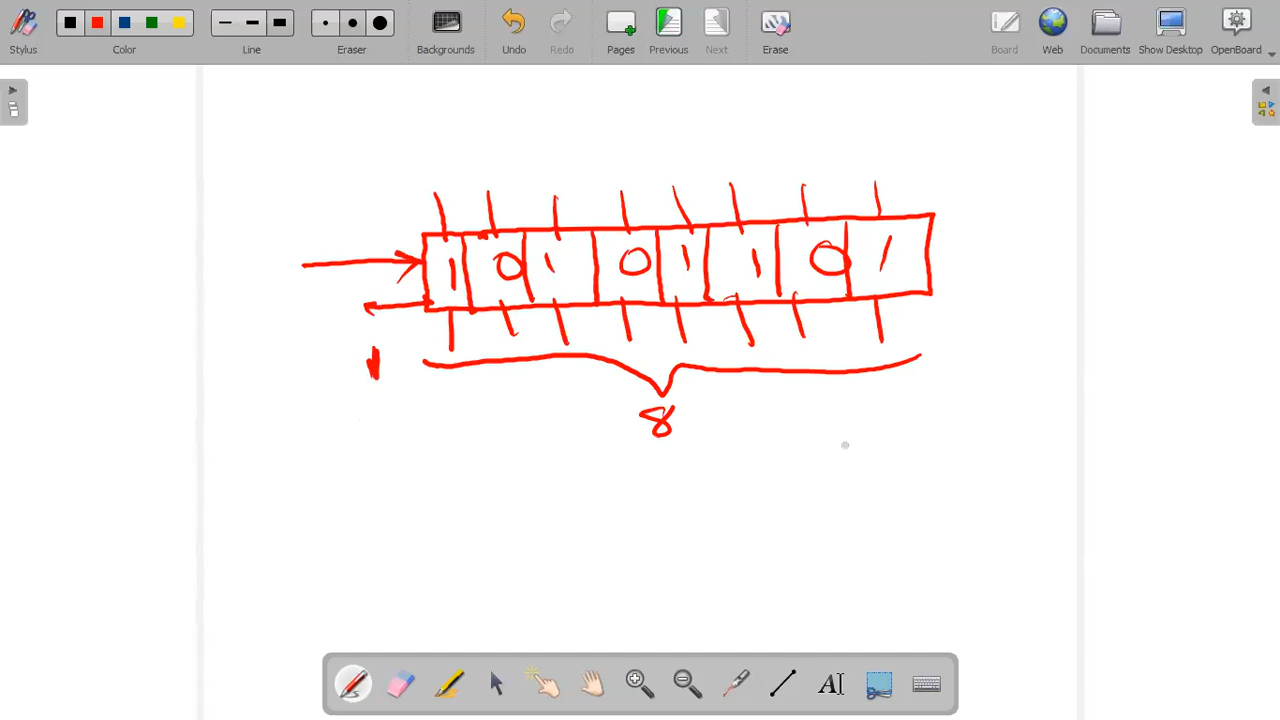 Stylus Color Line Eraser Backgrounds Undo Redo Pages Previous Next Erase Board Web Documents Show Desktop OpenBoard
1 0 1 0 1 1 0 1
8
AI